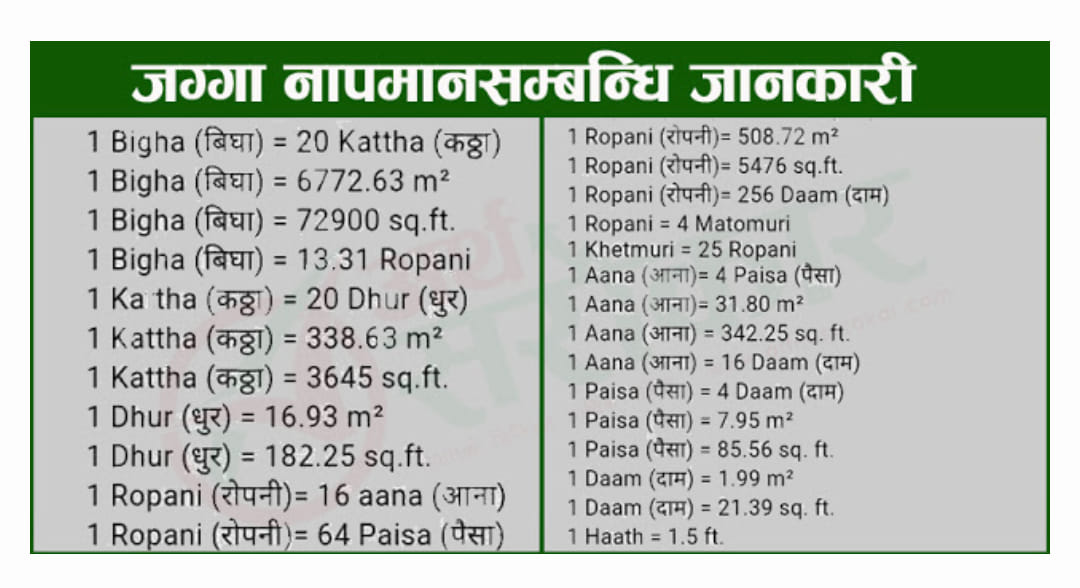 जग्गा नापमानसम्बन्धि जानकारी
1 Bigha (बिघा) = 20 Kattha (कठ्ठा)
1 Bigha (बिघा) = 6772.63 m²
1 Bigha (बिघा) = 72900 sq.ft.
1 Bigha (बिघा) = 13.31 Ropani
1 Kattha (कठ्ठा) = 20 Dhur (धुर)
1 Kattha (कठ्ठा) = 338.63 m²
1 Kattha (कठ्ठा) = 3645 sq.ft.
1 Dhur (धुर) = 16.93 m²
1 Dhur (धुर) = 182.25 sq.ft.
1 Ropani (रोपनी)= 16 aana (आना)
1 Ropani (रोपनी)= 64 Paisa (पैसा)
1 Ropani (रोपनी)= 508.72 m²
1 Ropani (रोपनी)= 5476 sq.ft.
1 Ropani (रोपनी)= 256 Daam (दाम)
1 Ropani = 4 Matomuri
1 Khetmuri = 25 Ropani
1 Aana (आना)= 4 Paisa (पैसा)
1 Aana (आना)= 31.80 m²
1 Aana (आना) = 342.25 sq. ft.
1 Aana (आना) = 16 Daam (दाम)
1 Paisa (पैसा)= 4 Daam (दाम)
1 Paisa (पैसा)= 7.95 m²
1 Paisa (पैसा) = 85.56 sq. ft.
1 Daam (दाम) = 1.99 m²
1 Daam (दाम) = 21.39 sq. ft.
1 Haath = 1.5 ft.